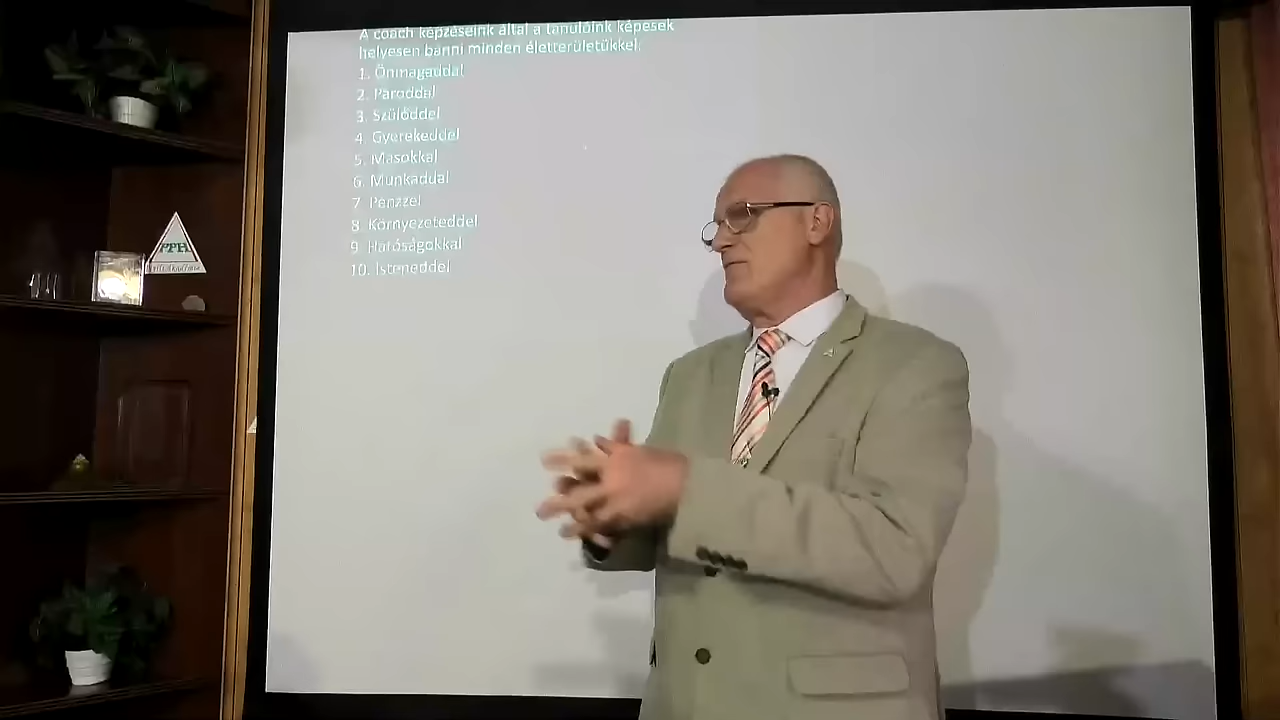 A coach képzéseink által a tanulóink képesek
helyesen bánni minden életterületükkel.
1. Önmagaddal
2. Pároddal
3. Szülőddel
4. Gyerekeddel
5. Másokkal
6. Munkáddal
7. Pénzzel
8. Környezeteddel
9. Hatóságokkal
10. Isteneddel
PPH